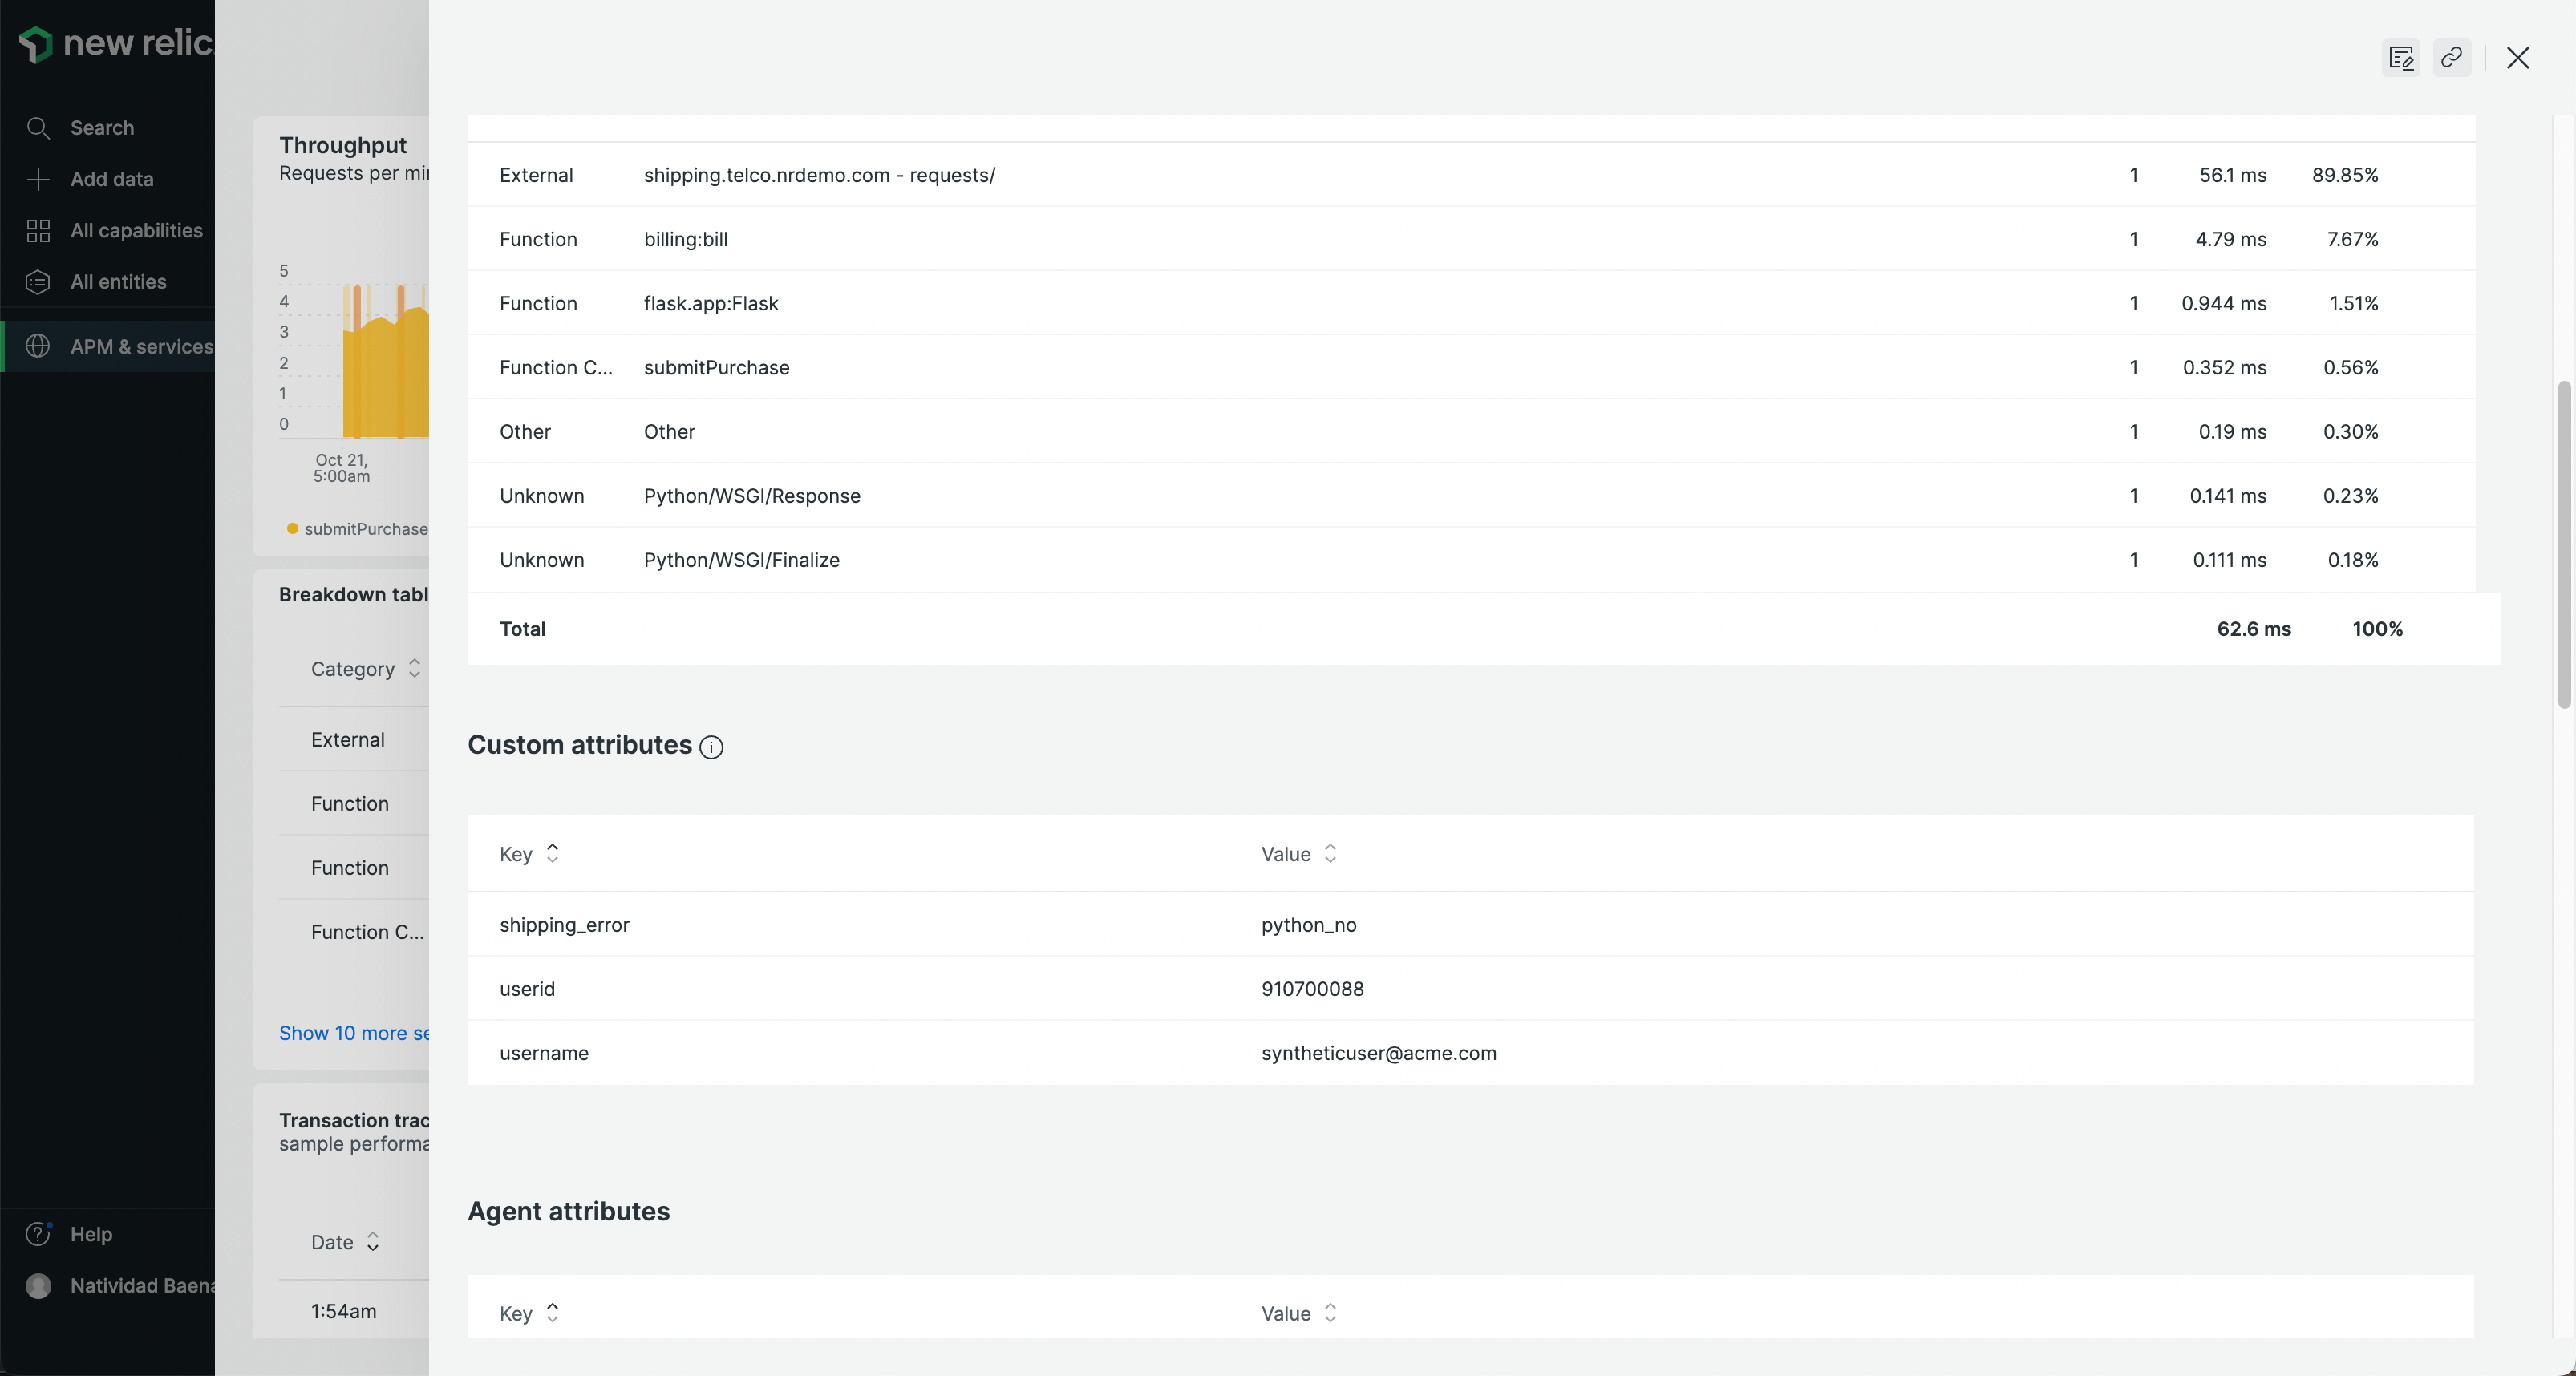 new relic.
Search
Add data
All capabilities
All entities
APM & services
Help
Natividad Baena
Throughput
Requests per min
5
4
3
2
1
0
Oct 21,
5:00am
submitPurchase
Breakdown tabl
Category
External
Function
Function
Function C...
Show 10 more se
Transaction trac
sample performa
Date
1:54am
External shipping.telco.nrdemo.com - requests/ 1 56.1 ms 89.85%
Function billing:bill 1 4.79 ms 7.67%
Function flask.app:Flask 1 0.944 ms 1.51%
Function C... submitPurchase 1 0.352 ms 0.56%
Other Other 1 0.19 ms 0.30%
Unknown Python/WSGI/Response 1 0.141 ms 0.23%
Unknown Python/WSGI/Finalize 1 0.111 ms 0.18%
Total 62.6 ms 100%
Custom attributes
Key Value
shipping_error python_no
userid 910700088
username syntheticuser@acme.com
Agent attributes
Key Value